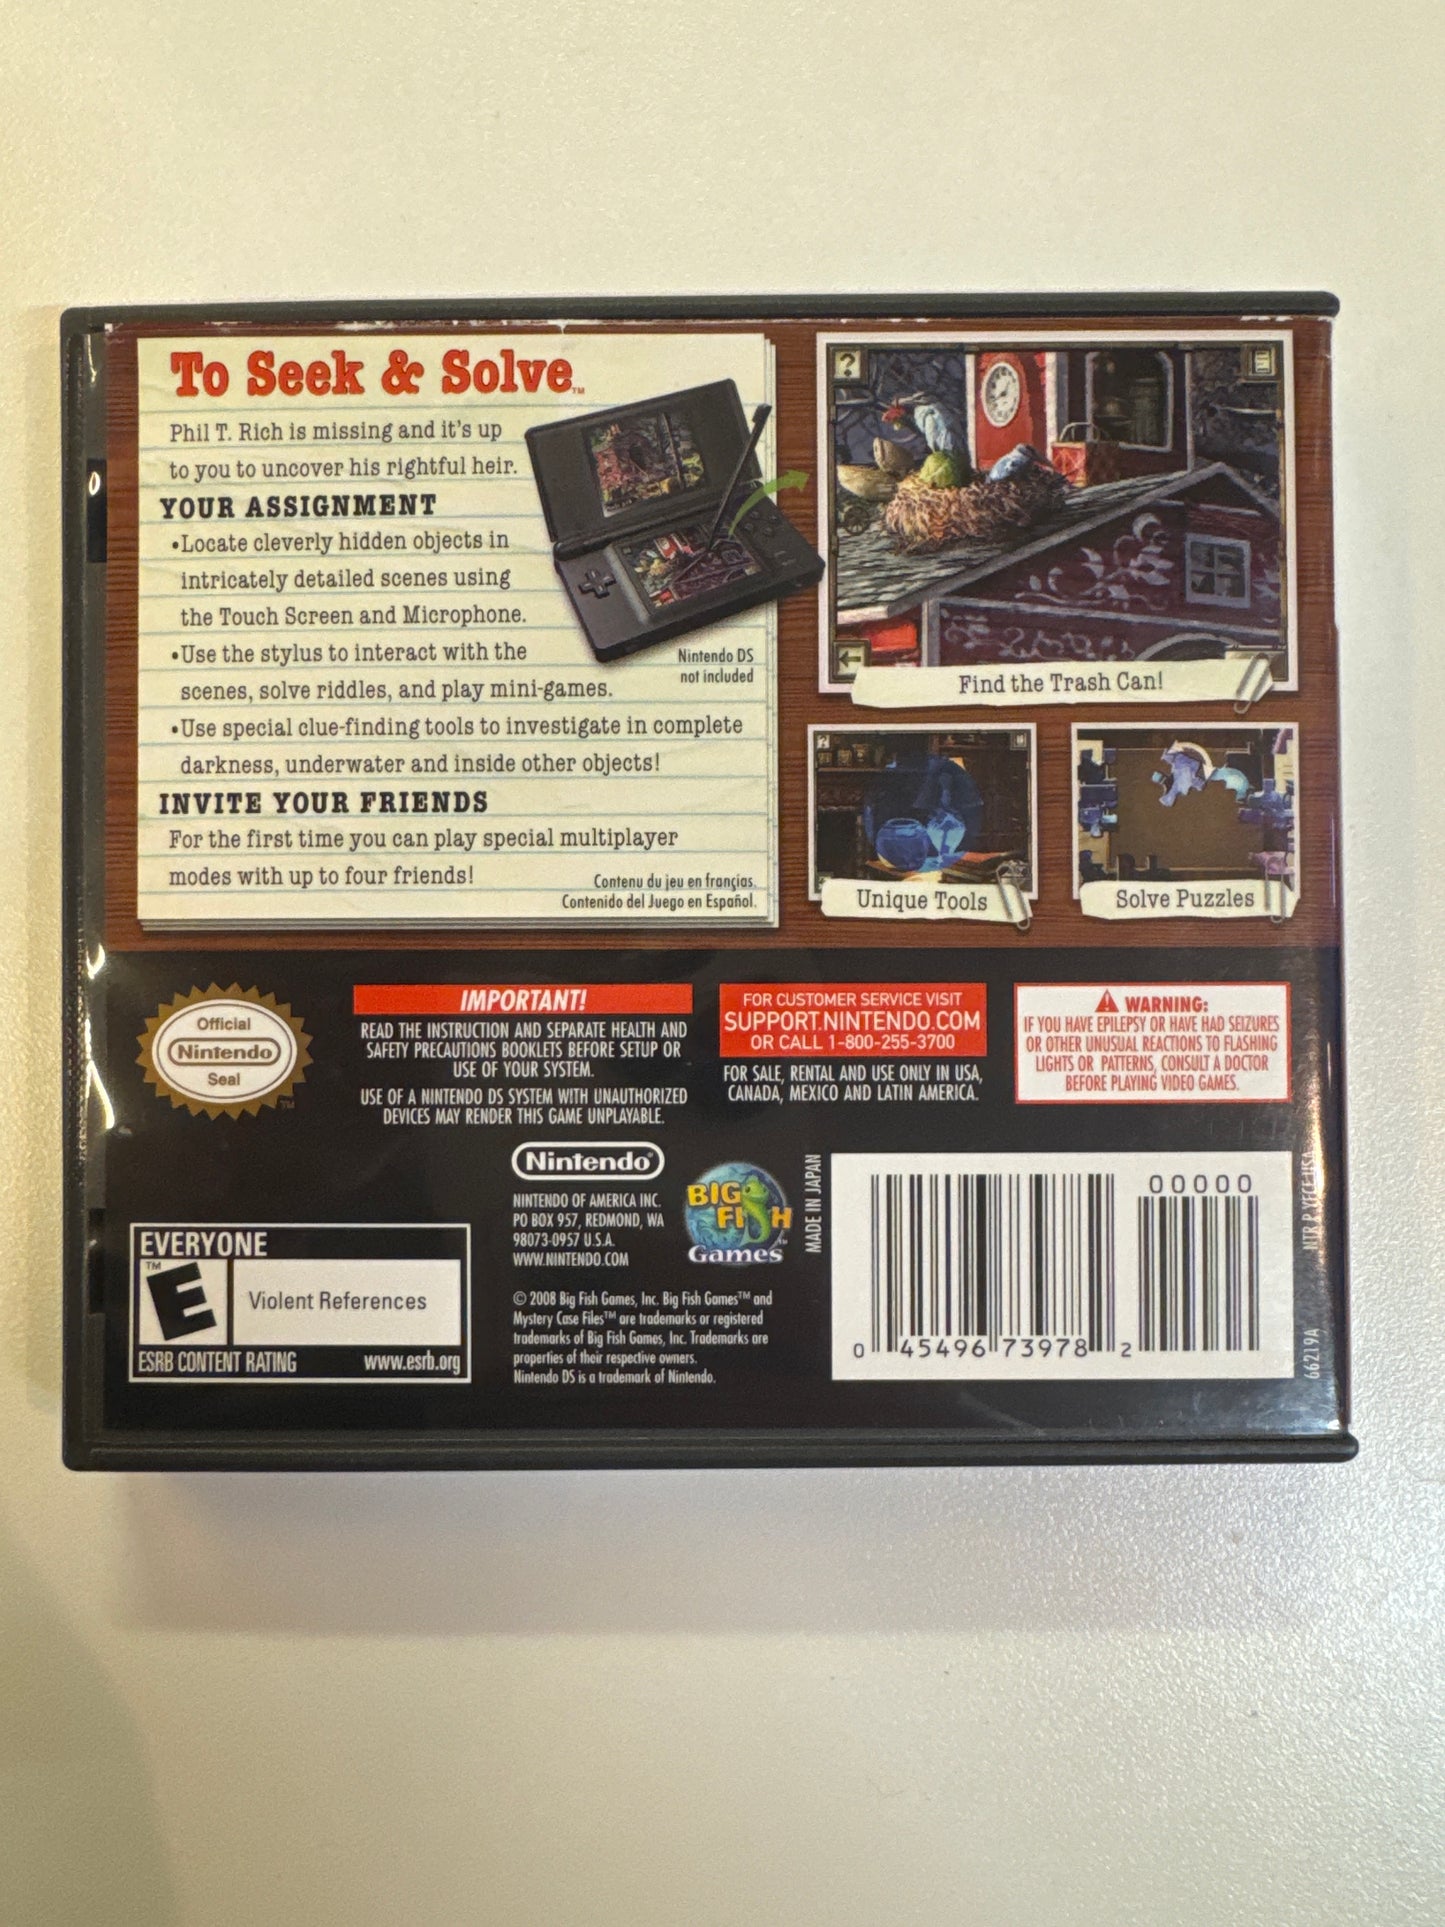 To Seek & Solve™
Phil T. Rich is missing and it's up
to you to uncover his rightful heir.
YOUR ASSIGNMENT
•Locate cleverly hidden objects in
intricately detailed scenes using
the Touch Screen and Microphone.
•Use the stylus to interact with the
scenes, solve riddles, and play mini-games.
•Use special clue-finding tools to investigate in complete
darkness, underwater and inside other objects!
INVITE YOUR FRIENDS
For the first time you can play special multiplayer
modes with up to four friends!
Nintendo DS
not included
Contenu du jeu en françias.
Contenido del Juego en Español.
?
Find the Trash Can!
Unique Tools
Solve Puzzles
Official
Nintendo
Seal
™
IMPORTANT!
READ THE INSTRUCTION AND SEPARATE HEALTH AND
SAFETY PRECAUTIONS BOOKLETS BEFORE SETUP OR
USE OF YOUR SYSTEM.
USE OF A NINTENDO DS SYSTEM WITH UNAUTHORIZED
DEVICES MAY RENDER THIS GAME UNPLAYABLE.
FOR CUSTOMER SERVICE VISIT
SUPPORT.NINTENDO.COM
OR CALL 1-800-255-3700
FOR SALE, RENTAL AND USE ONLY IN USA,
CANADA, MEXICO AND LATIN AMERICA.
WARNING:
IF YOU HAVE EPILEPSY OR HAVE HAD SEIZURES
OR OTHER UNUSUAL REACTIONS TO FLASHING
LIGHTS OR PATTERNS, CONSULT A DOCTOR
BEFORE PLAYING VIDEO GAMES.
EVERYONE
™
E
Violent References
ESRB CONTENT RATING www.esrb.org
Nintendo®
NINTENDO OF AMERICA INC.
PO BOX 957, REDMOND, WA
98073-0957 U.S.A.
WWW.NINTENDO.COM
BIG
FISH™
Games
© 2008 Big Fish Games, Inc. Big Fish Games™ and
Mystery Case Files™ are trademarks or registered
trademarks of Big Fish Games, Inc. Trademarks are
properties of their respective owners.
Nintendo DS is a trademark of Nintendo.
MADE IN JAPAN
00000
0 45496 73978 2
66219A